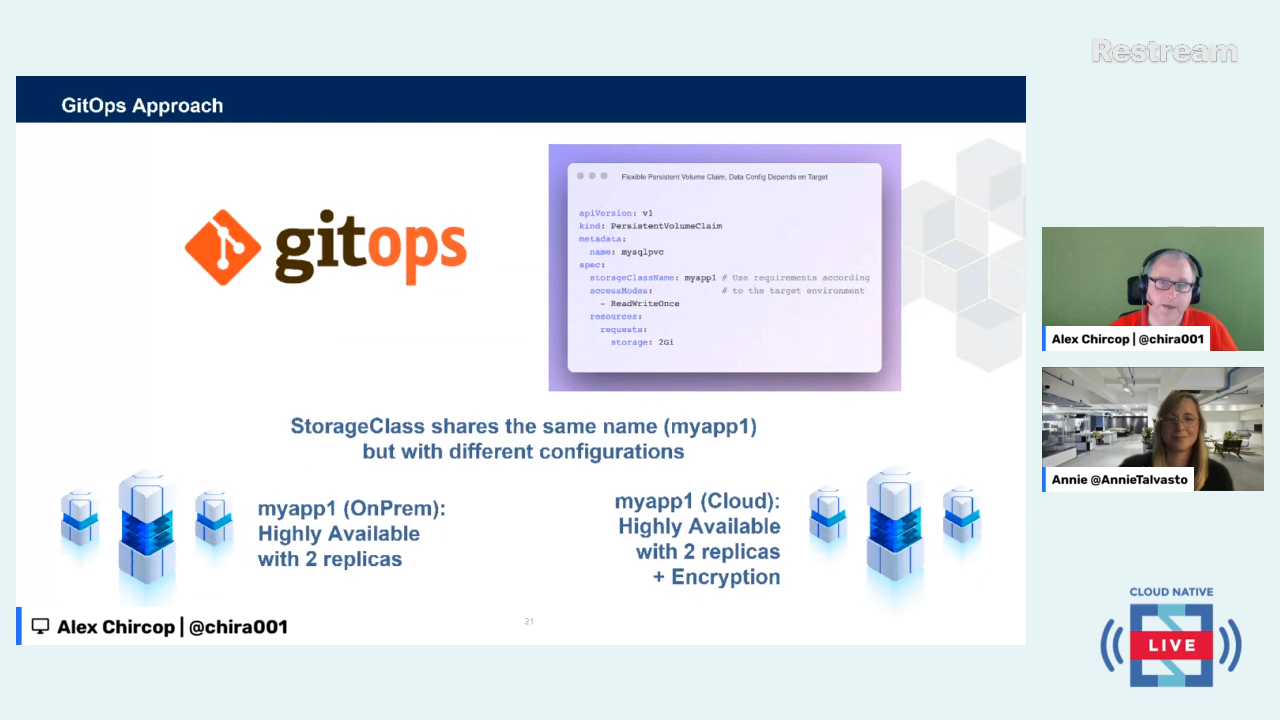 Restream
GitOps Approach
gitops
Flexible Persistent Volume Claim, Data Config Depends on Target
apiVersion: v1
kind: PersistentVolumeClaim
metadata:
name: mysqlpvc
spec:
storageClassName: myapp1 # Use requirements according
accessModes: # to the target environment
- ReadWriteOnce
resources:
requests:
storage: 2Gi
StorageClass shares the same name (myapp1)
but with different configurations
myapp1 (OnPrem):
Highly Available
with 2 replicas
myapp1 (Cloud):
Highly Available
with 2 replicas
+ Encryption
21
Alex Chircop | @chira001
Alex Chircop | @chira001
Annie @AnnieTalvasto
CLOUD NATIVE
LIVE